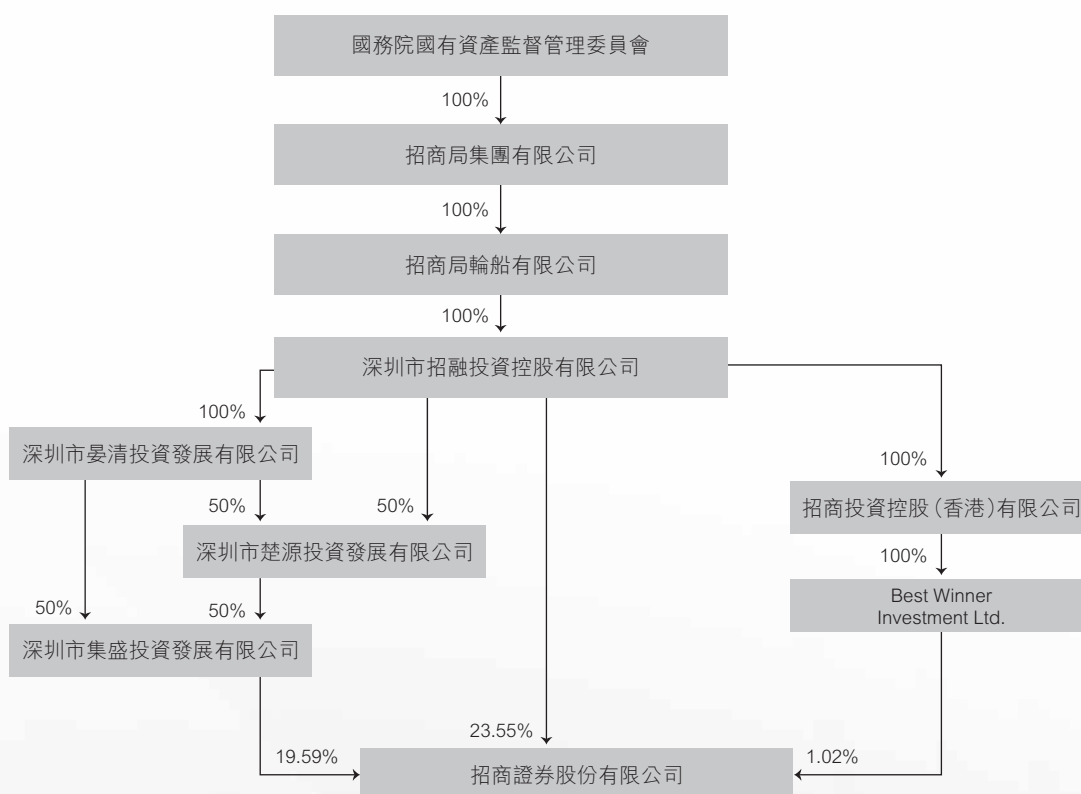 國務院國有資產監督管理委員會
100%
招商局集團有限公司
100%
招商局輪船有限公司
100%
深圳市招融投資控股有限公司
100%
深圳市晏清投資發展有限公司
100%
50%
50%
招商投資控股（香港）有限公司
深圳市楚源投資發展有限公司
100%
50%
50%
Best Winner
Investment Ltd.
深圳市集盛投資發展有限公司
23.55%
19.59%
1.02%
招商證券股份有限公司